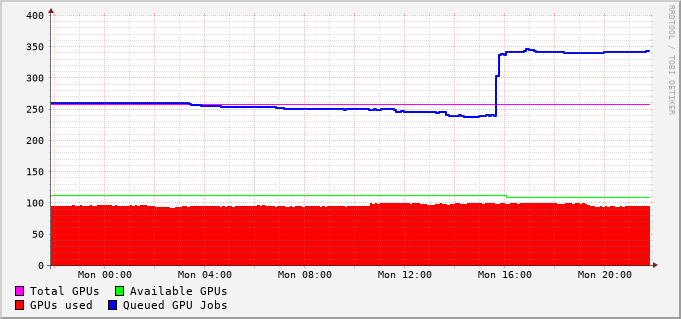 400
350
300
250
200
150
100
50
0
Mon 00:00 Mon 04:00 Mon 08:00 Mon 12:00 Mon 16:00 Mon 20:00
Total GPUs Available GPUs
GPUs used Queued GPU Jobs
RRDTOOL / TOBI OETIKER